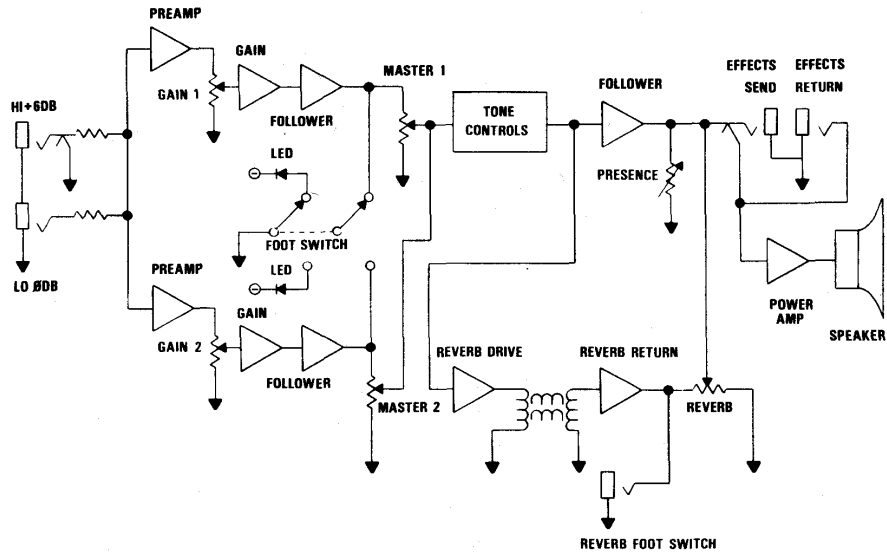 PREAMP
HI+6DB
GAIN 1
GAIN
FOLLOWER
MASTER 1
TONE
CONTROLS
FOLLOWER
PRESENCE
EFFECTS
SEND
EFFECTS
RETURN
LED
FOOT SWITCH
LED
LO ØDB
PREAMP
GAIN 2
GAIN
FOLLOWER
MASTER 2
REVERB DRIVE
REVERB RETURN
REVERB
POWER
AMP
SPEAKER
REVERB FOOT SWITCH